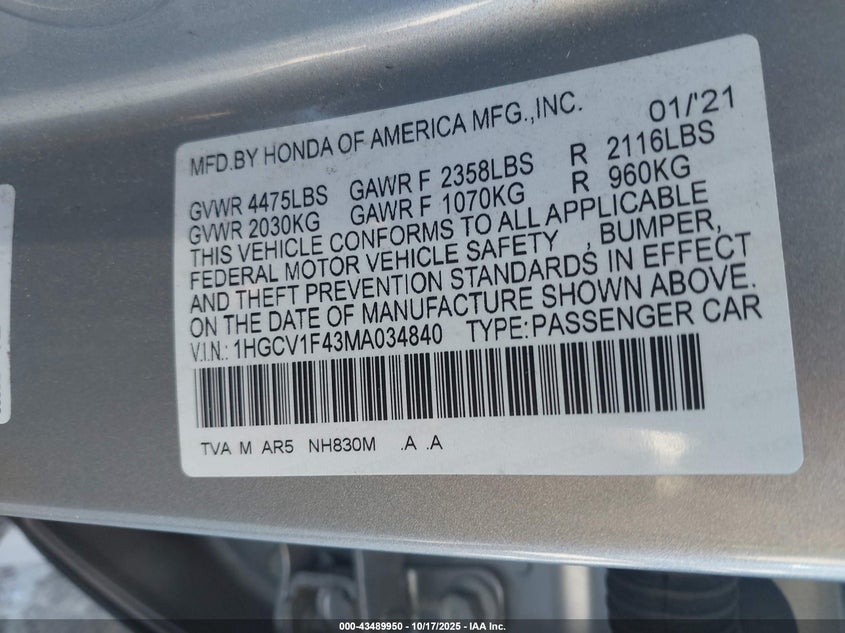 MFD.BY HONDA OF AMERICA MFG.,INC. 01/'21
GVWR 4475LBS GAWR F 2358LBS R 2116LBS
GVWR 2030KG GAWR F 1070KG R 960KG
THIS VEHICLE CONFORMS TO ALL APPLICABLE
FEDERAL MOTOR VEHICLE SAFETY , BUMPER,
AND THEFT PREVENTION STANDARDS IN EFFECT
ON THE DATE OF MANUFACTURE SHOWN ABOVE.
V.I.N.: 1HGCV1F43MA034840 TYPE:PASSENGER CAR
TVA M AR5 NH830M .A .A
000-43489950 | 10/17/2025 - IAA Inc.